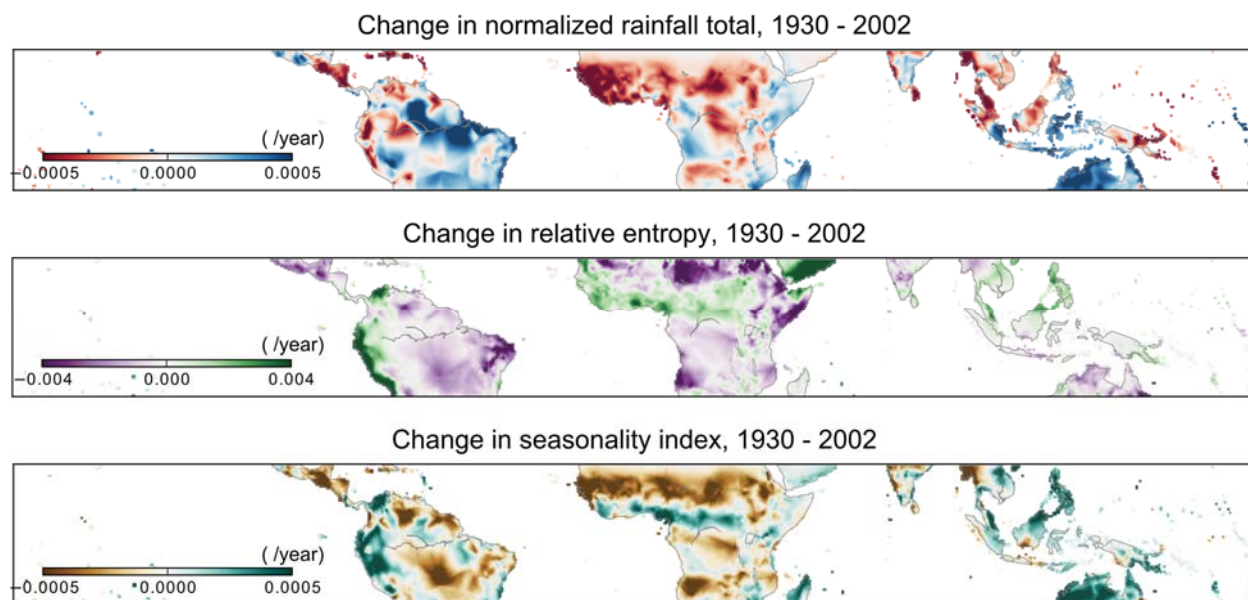 Change in normalized rainfall total, 1930 - 2002
( /year)
−0.0005 0.0000 0.0005
Change in relative entropy, 1930 - 2002
( /year)
−0.004 0.000 0.004
Change in seasonality index, 1930 - 2002
( /year)
−0.0005 0.0000 0.0005